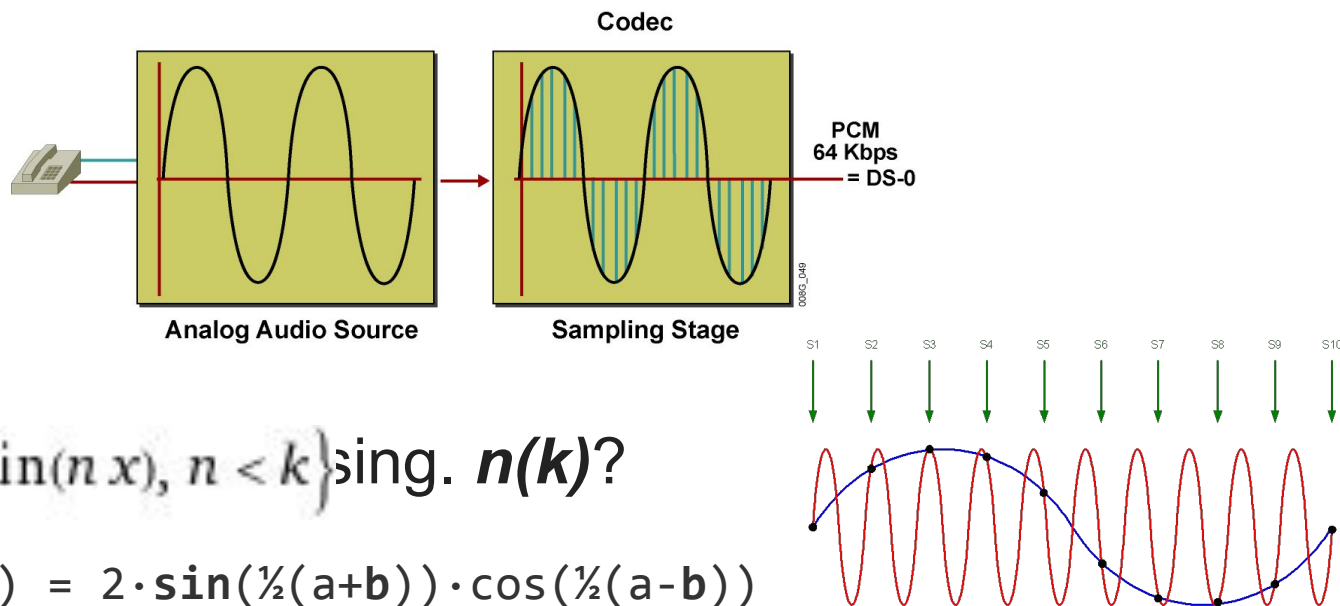 Codec
PCM
64 Kbps
= DS-0
008G_049
Analog Audio Source
Sampling Stage
S1 S2 S3 S4 S5 S6 S7 S8 S9 S10
in(n x), n < k} sing. n(k)?
) = 2·sin(½(a+b))·cos(½(a-b))